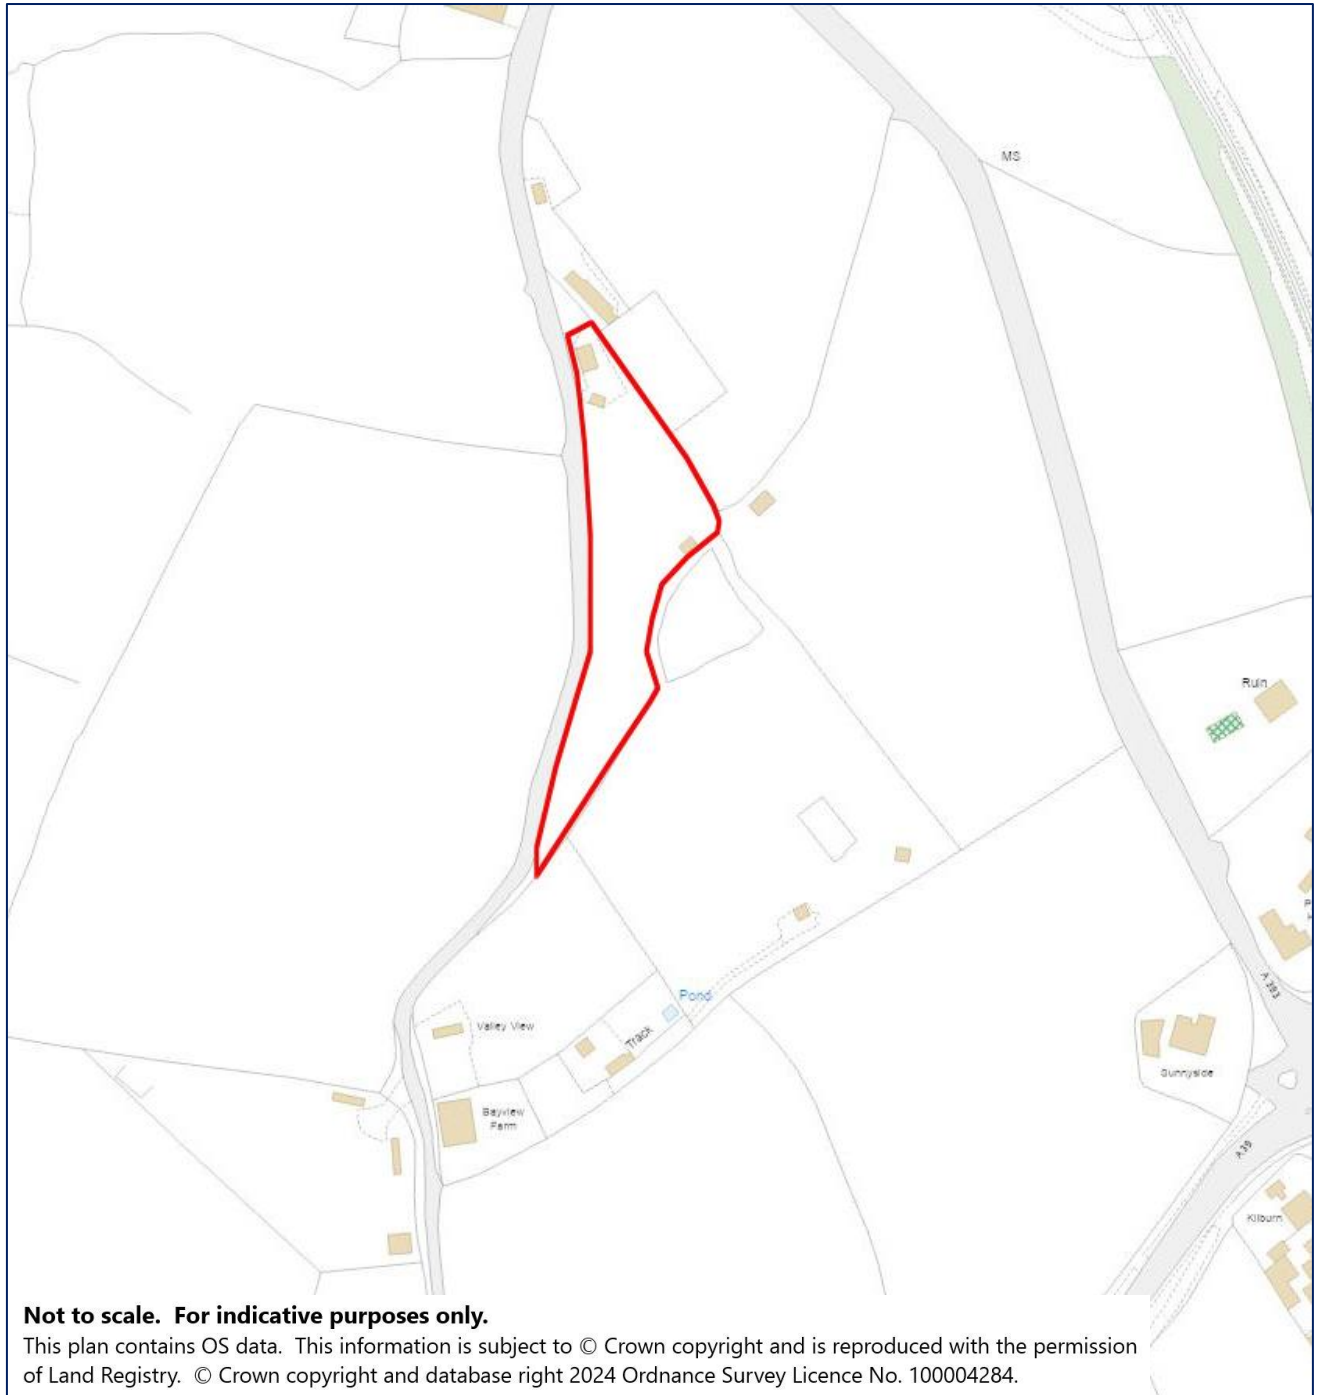 MS
Ruin
A 393
Pond
Valley View
Track
Sunnyside
Bayview
Farm
A 39
Kilburn
Not to scale.  For indicative purposes only.
This plan contains OS data.  This information is subject to © Crown copyright and is reproduced with the permission
of Land Registry.  © Crown copyright and database right 2024 Ordnance Survey Licence No. 100004284.